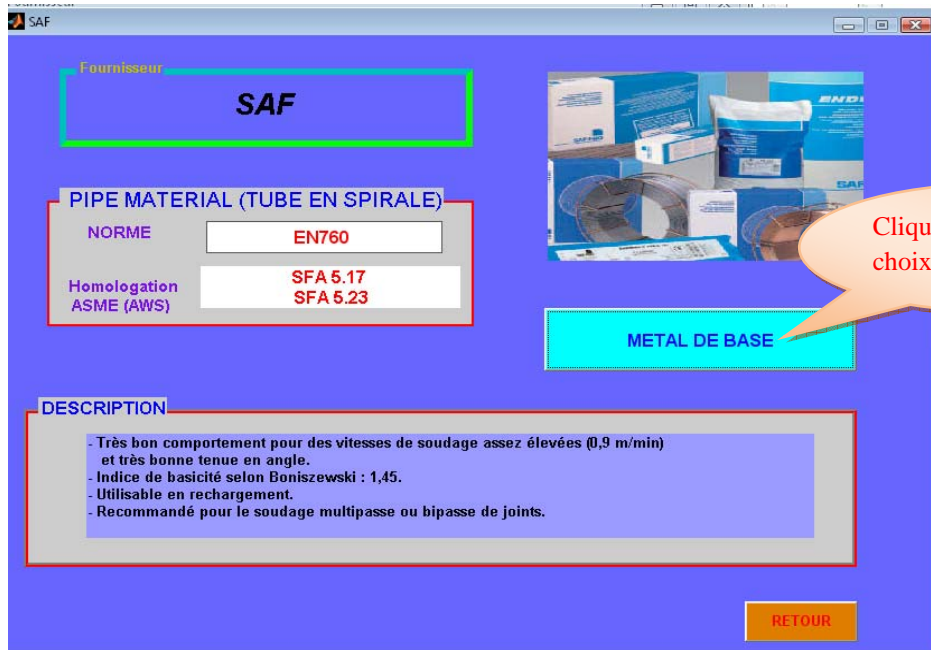 SAF
Fournisseur
SAF
PIPE MATERIAL (TUBE EN SPIRALE)
NORME
EN760
Homologation
ASME (AWS)
SFA 5.17
SFA 5.23
choix
METAL DE BASE
DESCRIPTION
- Très bon comportement pour des vitesses de soudage assez élevées (0,9 m/min)
et très bonne tenue en angle.
- Indice de basicité selon Boniszewski : 1,45.
- Utilisable en rechargement.
- Recommandé pour le soudage multipasse ou bipasse de joints.
RETOUR